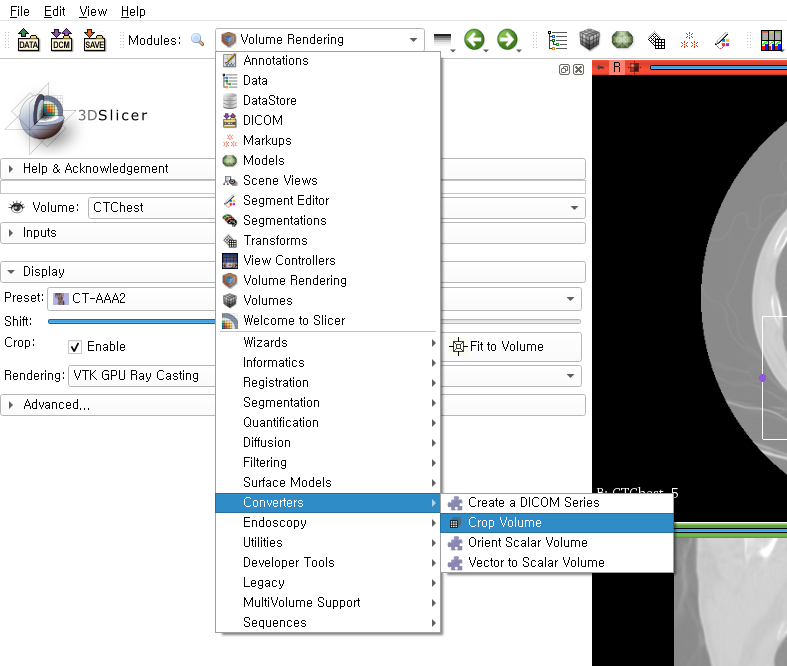 File Edit View Help
DATA DCM SAVE Modules: Volume Rendering
Annotations
Data
DataStore
DICOM
Markups
Models
Scene Views
Segment Editor
Segmentations
Transforms
View Controllers
Volume Rendering
Volumes
Welcome to Slicer
Wizards
Informatics
Registration
Segmentation
Quantification
Diffusion
Filtering
Surface Models
Converters
Endoscopy
Utilities
Developer Tools
Legacy
MultiVolume Support
Sequences
Create a DICOM Series
Crop Volume
Orient Scalar Volume
Vector to Scalar Volume
3DSlicer
Help & Acknowledgement
Volume: CTChest
Inputs
Display
Preset: CT-AAA2
Shift:
Crop: Enable Fit to Volume
Rendering: VTK GPU Ray Casting
Advanced...
R
B: CTChest_5